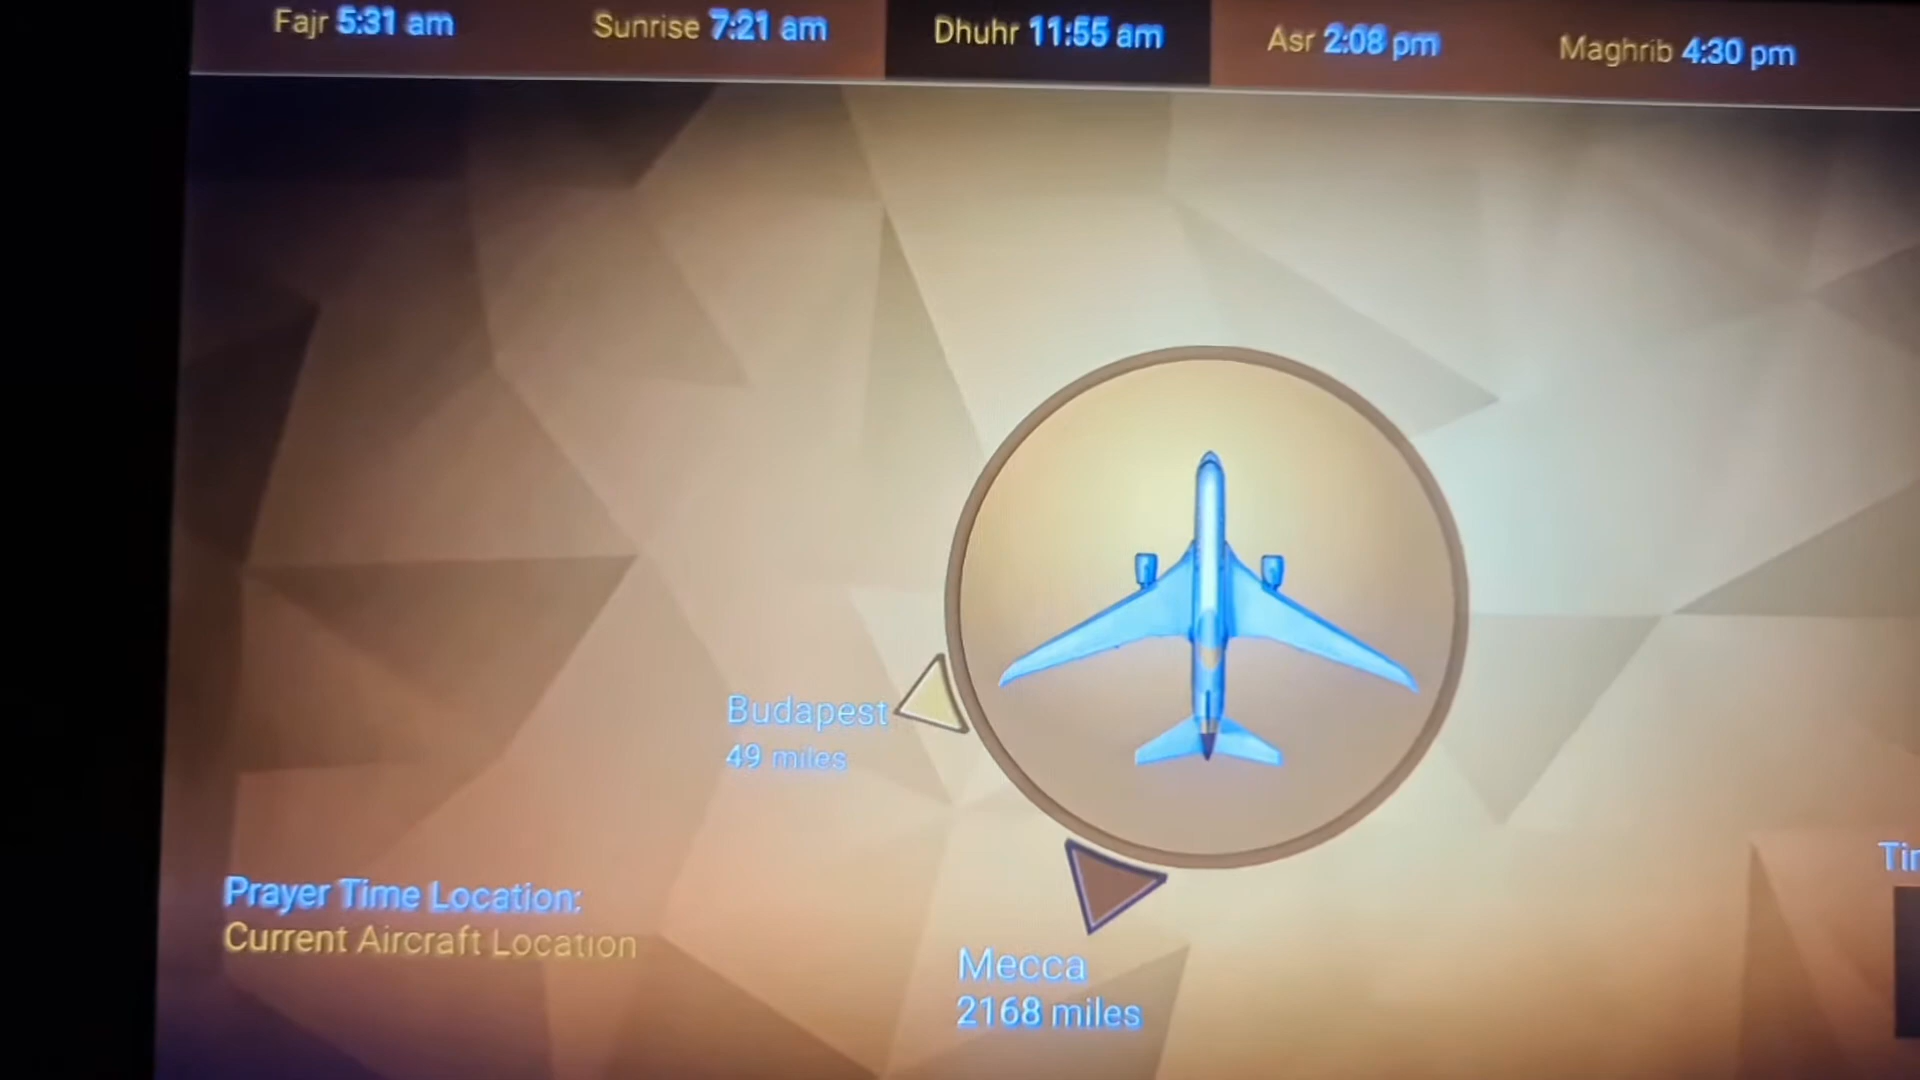 Fajr 5:31 am
Sunrise 7:21 am
Dhuhr 11:55 am
Asr 2:08 pm
Maghrib 4:30 pm
Budapest
49 miles
Prayer Time Location:
Current Aircraft Location
Mecca
2168 miles